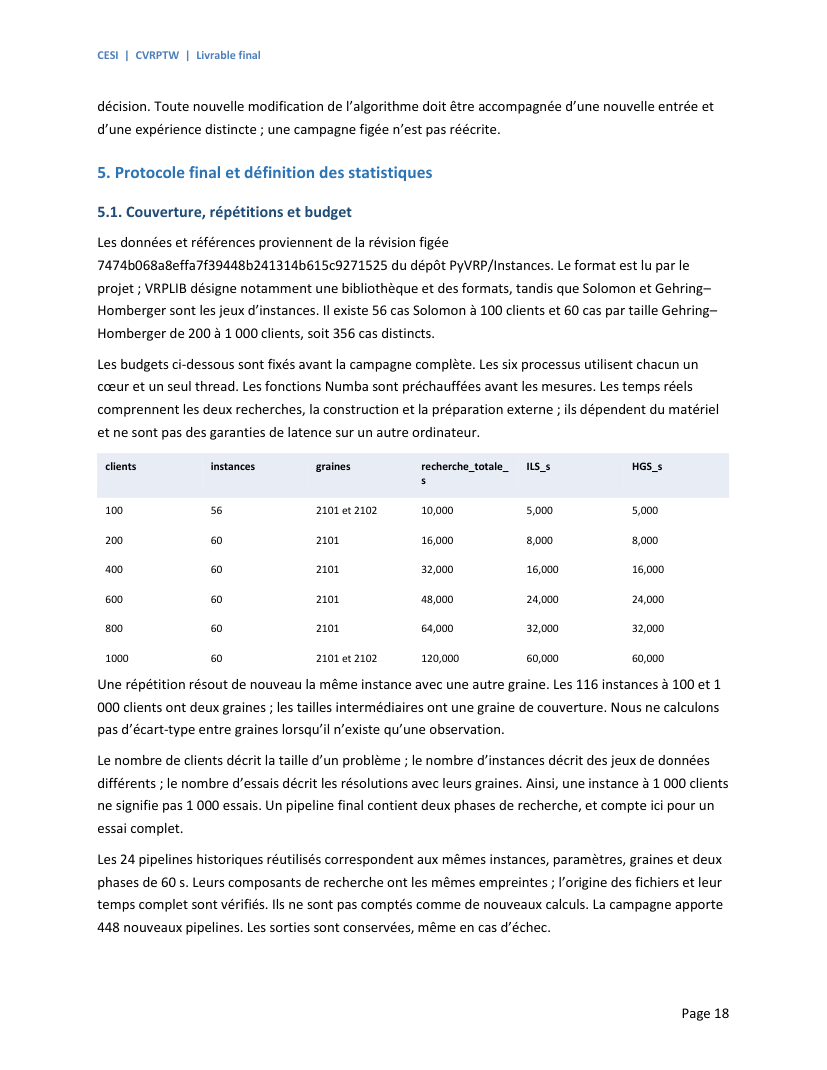 CESI | CVRPTW | Livrable final
décision. Toute nouvelle modification de l’algorithme doit être accompagnée d’une nouvelle entrée et
d’une expérience distincte ; une campagne figée n’est pas réécrite.
5. Protocole final et définition des statistiques
5.1. Couverture, répétitions et budget
Les données et références proviennent de la révision figée
7474b068a8effa7f39448b241314b615c9271525 du dépôt PyVRP/Instances. Le format est lu par le
projet ; VRPLIB désigne notamment une bibliothèque et des formats, tandis que Solomon et Gehring–
Homberger sont les jeux d’instances. Il existe 56 cas Solomon à 100 clients et 60 cas par taille Gehring–
Homberger de 200 à 1 000 clients, soit 356 cas distincts.
Les budgets ci-dessous sont fixés avant la campagne complète. Les six processus utilisent chacun un
cœur et un seul thread. Les fonctions Numba sont préchauffées avant les mesures. Les temps réels
comprennent les deux recherches, la construction et la préparation externe ; ils dépendent du matériel
et ne sont pas des garanties de latence sur un autre ordinateur.
clients instances graines recherche_totale_ ILS_s HGS_s
s
100 56 2101 et 2102 10,000 5,000 5,000
200 60 2101 16,000 8,000 8,000
400 60 2101 32,000 16,000 16,000
600 60 2101 48,000 24,000 24,000
800 60 2101 64,000 32,000 32,000
1000 60 2101 et 2102 120,000 60,000 60,000
Une répétition résout de nouveau la même instance avec une autre graine. Les 116 instances à 100 et 1
000 clients ont deux graines ; les tailles intermédiaires ont une graine de couverture. Nous ne calculons
pas d’écart-type entre graines lorsqu’il n’existe qu’une observation.
Le nombre de clients décrit la taille d’un problème ; le nombre d’instances décrit des jeux de données
différents ; le nombre d’essais décrit les résolutions avec leurs graines. Ainsi, une instance à 1 000 clients
ne signifie pas 1 000 essais. Un pipeline final contient deux phases de recherche, et compte ici pour un
essai complet.
Les 24 pipelines historiques réutilisés correspondent aux mêmes instances, paramètres, graines et deux
phases de 60 s. Leurs composants de recherche ont les mêmes empreintes ; l’origine des fichiers et leur
temps complet sont vérifiés. Ils ne sont pas comptés comme de nouveaux calculs. La campagne apporte
448 nouveaux pipelines. Les sorties sont conservées, même en cas d’échec.
Page 18